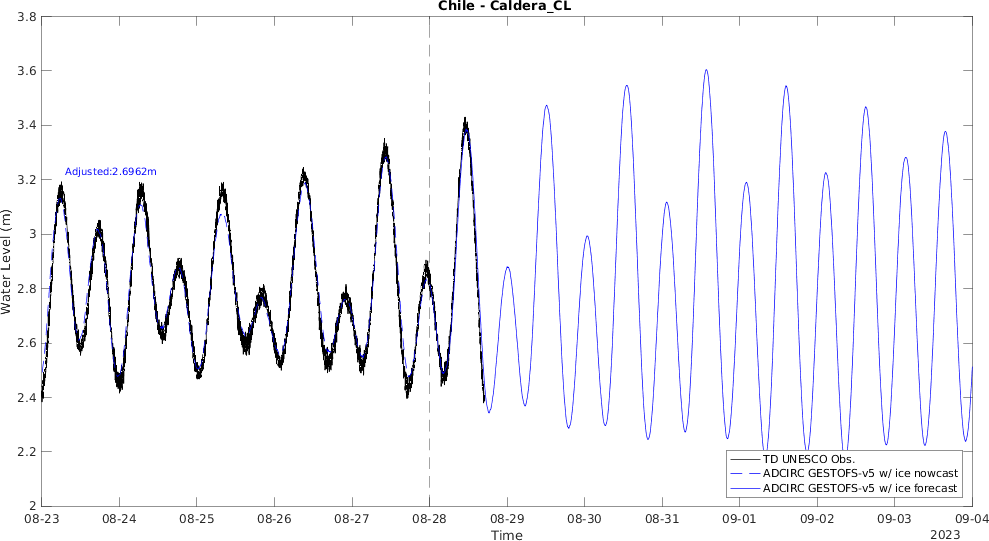 Chile - Caldera_CL
3.8
3.6
3.4
3.2
3
2.8
2.6
2.4
2.2
2
Water Level (m)
Adjusted:2.6962m
TD UNESCO Obs.
ADCIRC GESTOFS-v5 w/ ice nowcast
ADCIRC GESTOFS-v5 w/ ice forecast
08-23 08-24 08-25 08-26 08-27 08-28 08-29 08-30 08-31 09-01 09-02 09-03 09-04
Time
2023